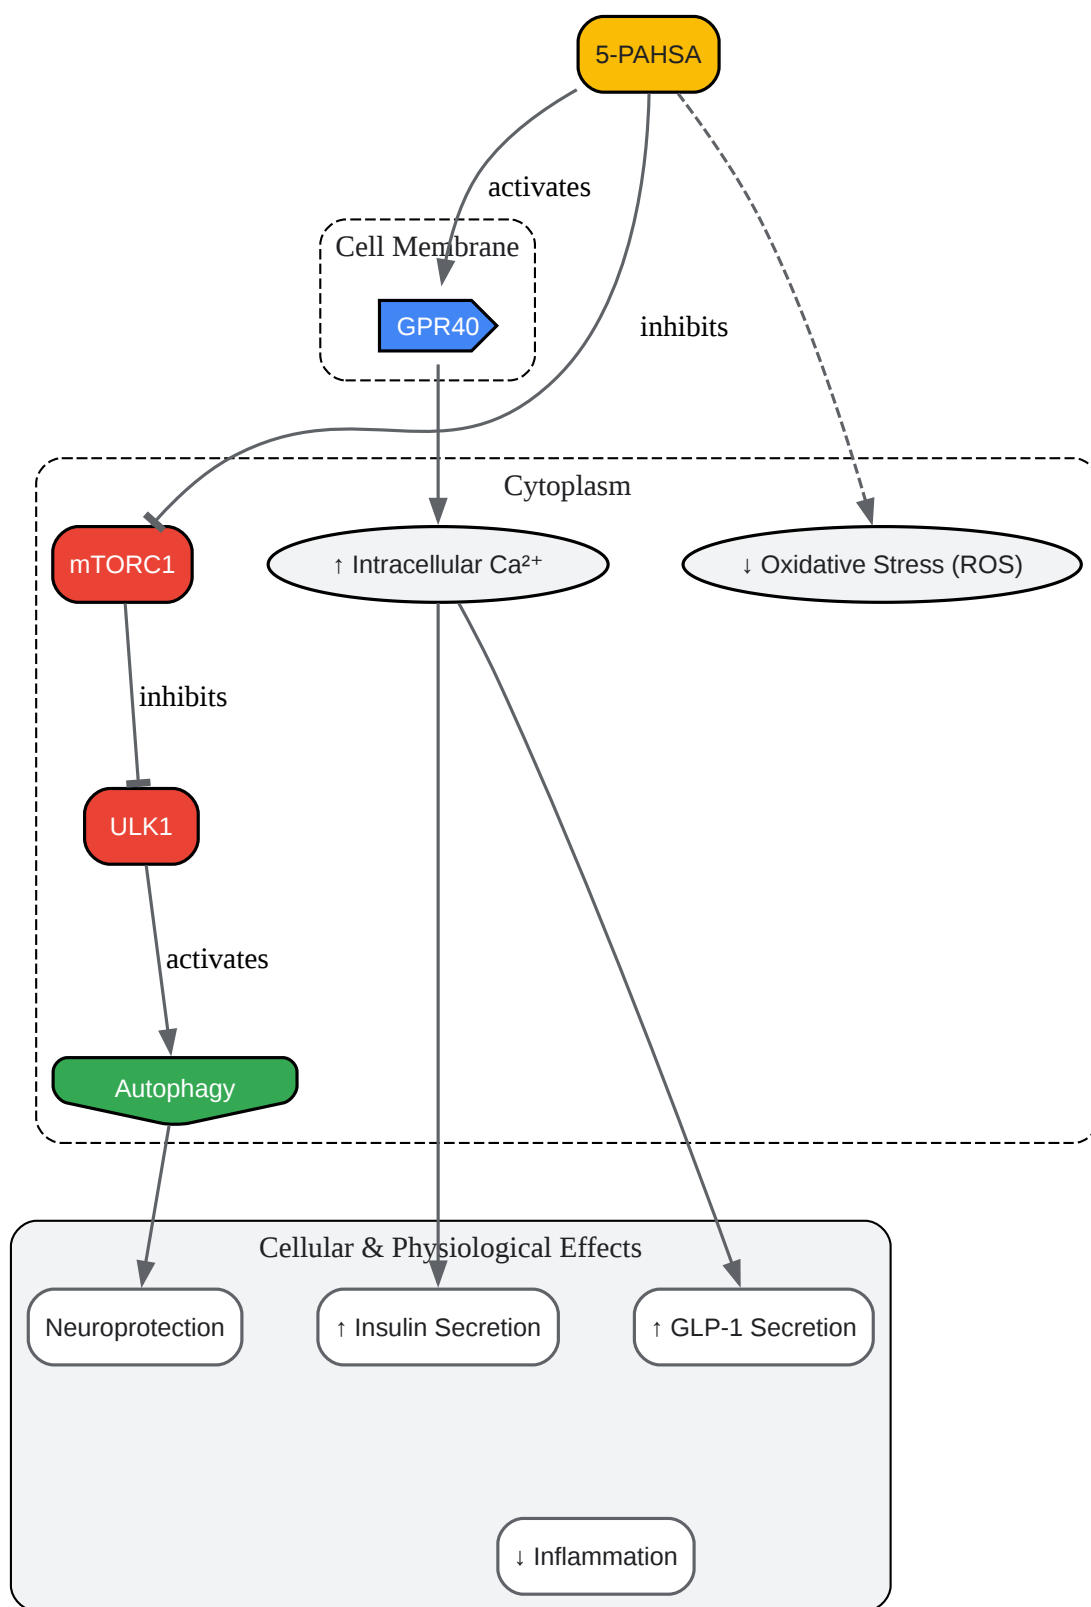 5-PAHSA
activates
Cell Membrane
GPR40
inhibits
Cytoplasm
mTORC1
↑ Intracellular Ca²⁺
↓ Oxidative Stress (ROS)
inhibits
ULK1
activates
Autophagy
Cellular & Physiological Effects
Neuroprotection
↑ Insulin Secretion
↑ GLP-1 Secretion
↓ Inflammation